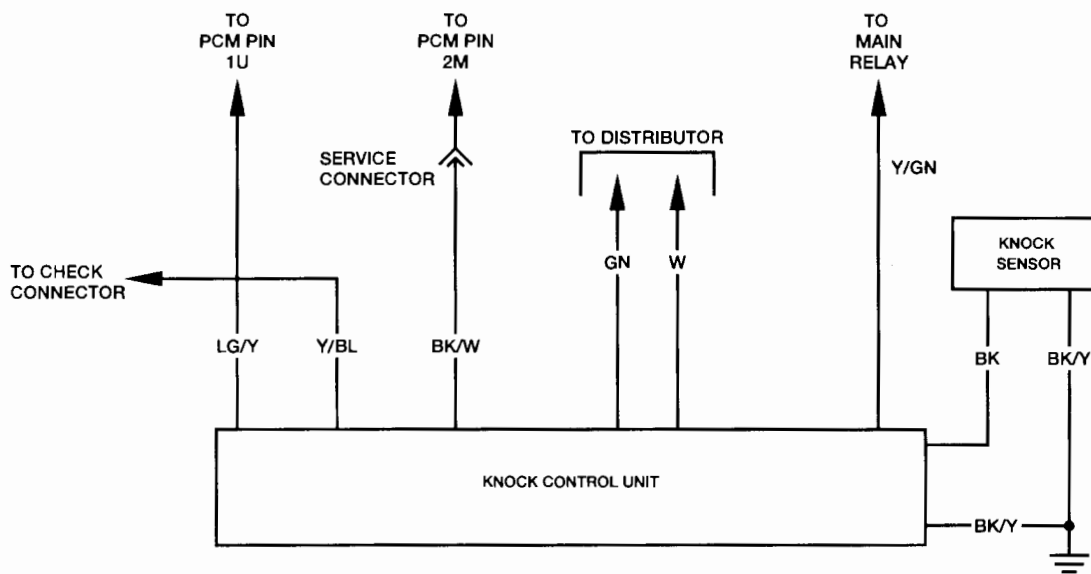 TO
PCM PIN
1U
TO
PCM PIN
2M
TO
MAIN
RELAY
TO DISTRIBUTOR
SERVICE
CONNECTOR
Y/GN
KNOCK
SENSOR
TO CHECK
CONNECTOR
GN
W
LG/Y
Y/BL
BK/W
BK
BK/Y
KNOCK CONTROL UNIT
BK/Y